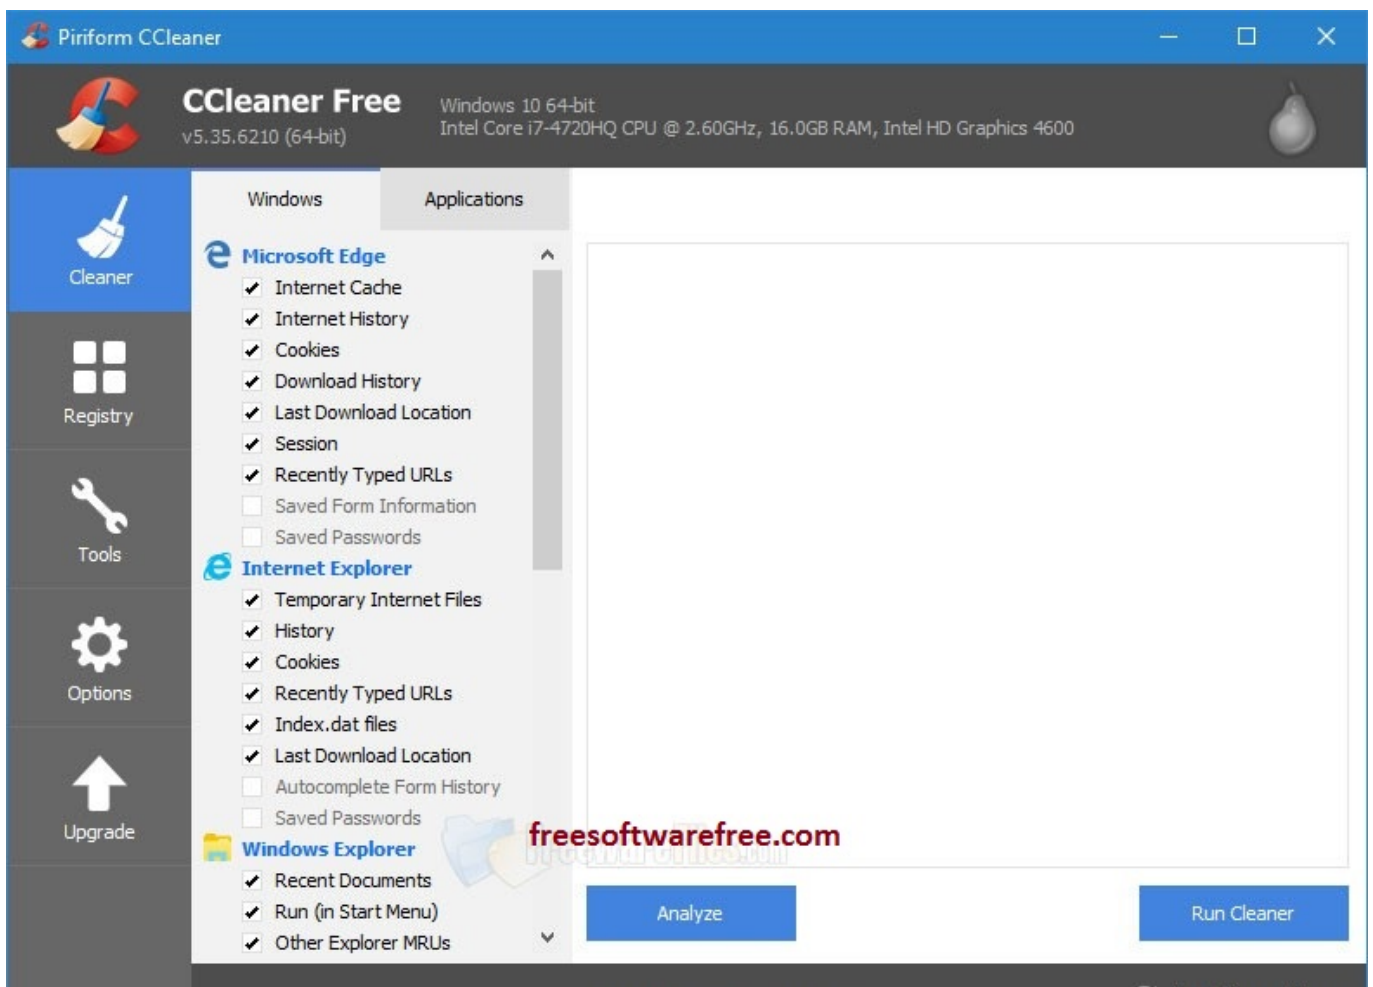 Piriform CCleaner
CCleaner Free
v5.35.6210 (64-bit)
Windows 10 64-bit
Intel Core i7-4720HQ CPU @ 2.60GHz, 16.0GB RAM, Intel HD Graphics 4600
Cleaner
Registry
Tools
Options
Upgrade
Windows
Applications
Microsoft Edge
Internet Cache
Internet History
Cookies
Download History
Last Download Location
Session
Recently Typed URLs
Saved Form Information
Saved Passwords
Internet Explorer
Temporary Internet Files
History
Cookies
Recently Typed URLs
Index.dat files
Last Download Location
Autocomplete Form History
Saved Passwords
Windows Explorer
Recent Documents
Run (in Start Menu)
Other Explorer MRUs
freesoftwarefree.com
Analyze
Run Cleaner